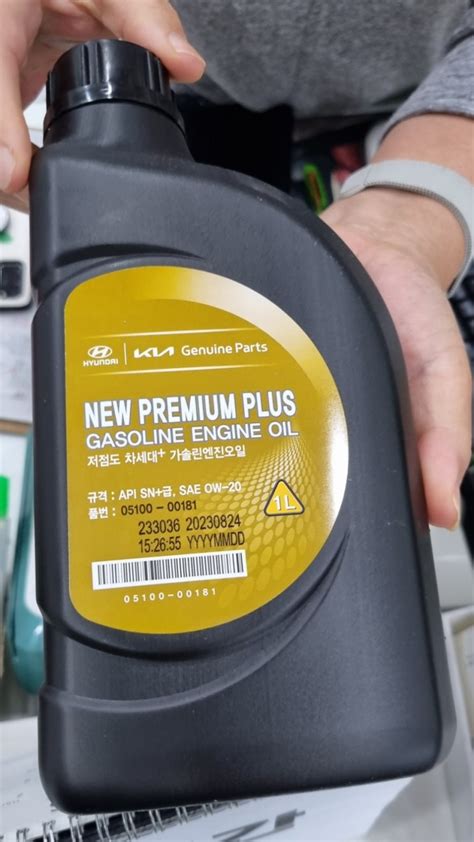 HYUNDAI KIA Genuine Parts
NEW PREMIUM PLUS
GASOLINE ENGINE OIL
저점도 차세대+ 가솔린엔진오일
규격 : API SN+급, SAE 0W-20
품번 : 05100 - 00181
1L
233036 20230824
15:26:55 YYYYMMDD
05100-00181